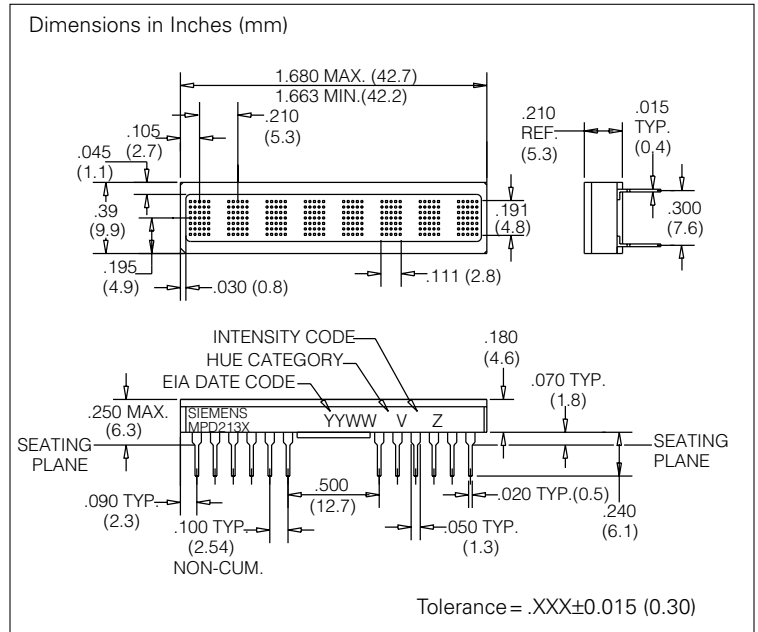 Dimensions in Inches (mm)
1.680 MAX. (42.7)
1.663 MIN.(42.2)
.210
(5.3)
.105
(2.7)
.045
(1.1)
.39
(9.9)
.195
(4.9)
.030 (0.8)
.111 (2.8)
.191
(4.8)
.210
REF.
(5.3)
.015
TYP.
(0.4)
.300
(7.6)
INTENSITY CODE
HUE CATEGORY
EIA DATE CODE
.180
(4.6)
.070 TYP.
(1.8)
.250 MAX.
(6.3)
SIEMENS
MPD213X
YYWW V Z
SEATING
PLANE
SEATING
PLANE
.090 TYP.
(2.3)
.500
(12.7)
.020 TYP.(0.5)
.240
(6.1)
.100 TYP.
(2.54)
NON-CUM.
.050 TYP.
(1.3)
Tolerance = .XXX±0.015 (0.30)